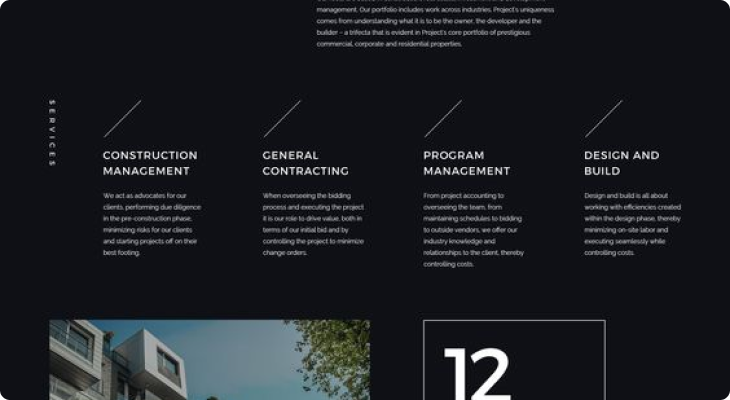 management. Our portfolio includes work across industries. Project's uniqueness
comes from understanding what it is to be the owner, the developer and the
builder – a trifecta that is evident in Project's core portfolio of prestigious
commercial, corporate and residential properties.
SERVICES
CONSTRUCTION
MANAGEMENT
We act as advocates for our
clients, performing due diligence
in the pre-construction phase,
minimizing risks for our clients
and starting projects off on their
best footing.
GENERAL
CONTRACTING
When overseeing the bidding
process and executing the project
it is our role to drive value, both in
terms of our initial bid and by
controlling the project to minimize
change orders.
PROGRAM
MANAGEMENT
From project accounting to
overseeing the team, from
maintaining schedules to bidding
to outside vendors, we offer our
industry knowledge and
relationships to the client, thereby
controlling costs.
DESIGN AND
BUILD
Design and build is all about
working with efficiencies created
within the design phase, thereby
minimizing on-site labor and
executing seamlessly while
controlling costs.
12